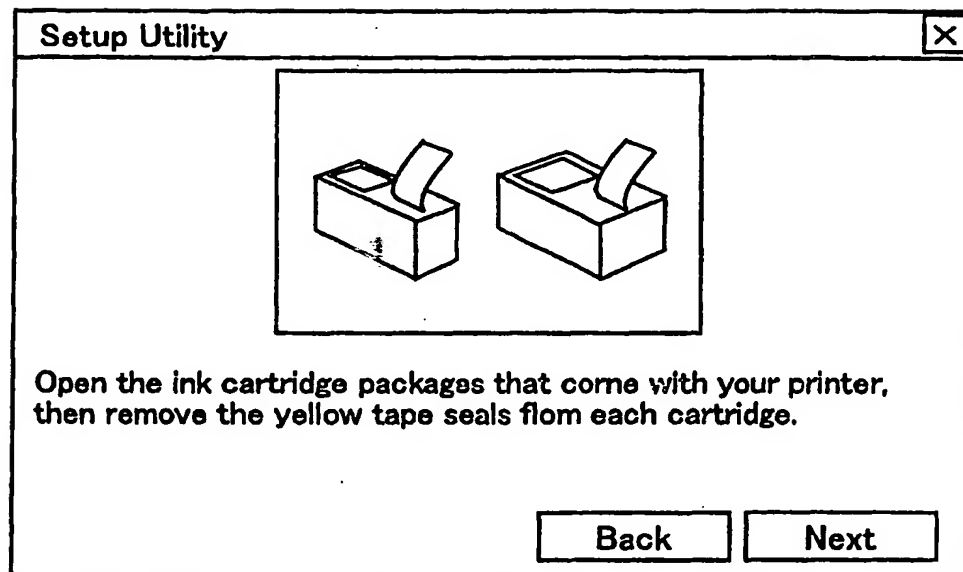 Setup Utility
Open the ink cartridge packages that come with your printer,
then remove the yellow tape seals flom each cartridge.
Back Next